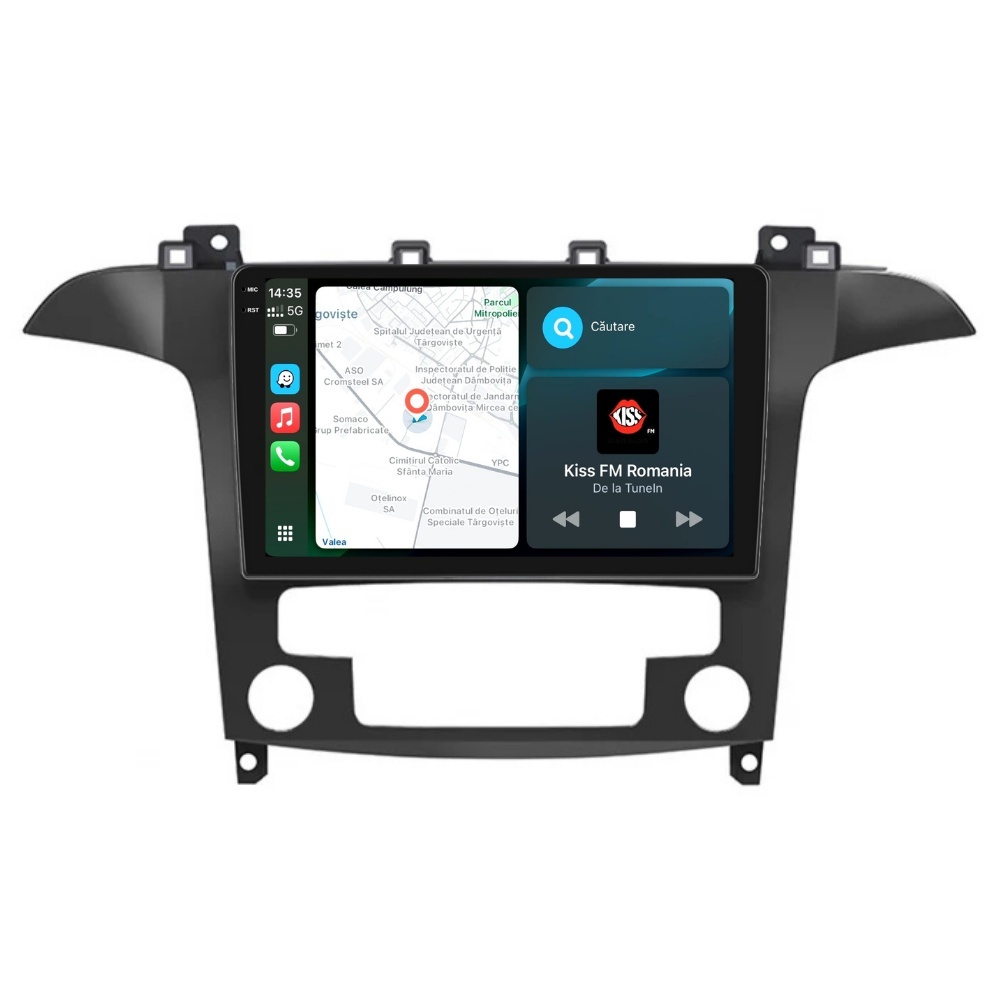 MIC
RST
14:35
5G
Calea Câmpulung
Parcul
Mitropoliei
goviște
Spitalul Județean de Urgență
Târgoviște
met 2
ASO
Cromsteel SA
Inspectoratul de Poliție
Județean Dâmbovița
ectoratul de Jandarm
Dâmbovița Mircea ce
Somaco
Grup Prefabricate
Cimitirul Catolic
Sfânta Maria
YPC
Oțelinox
SA
Combinatul de Oțeluri
Speciale Târgoviște
Valea
Căutare
KISS
FM
Kiss FM Romania
De la TuneIn